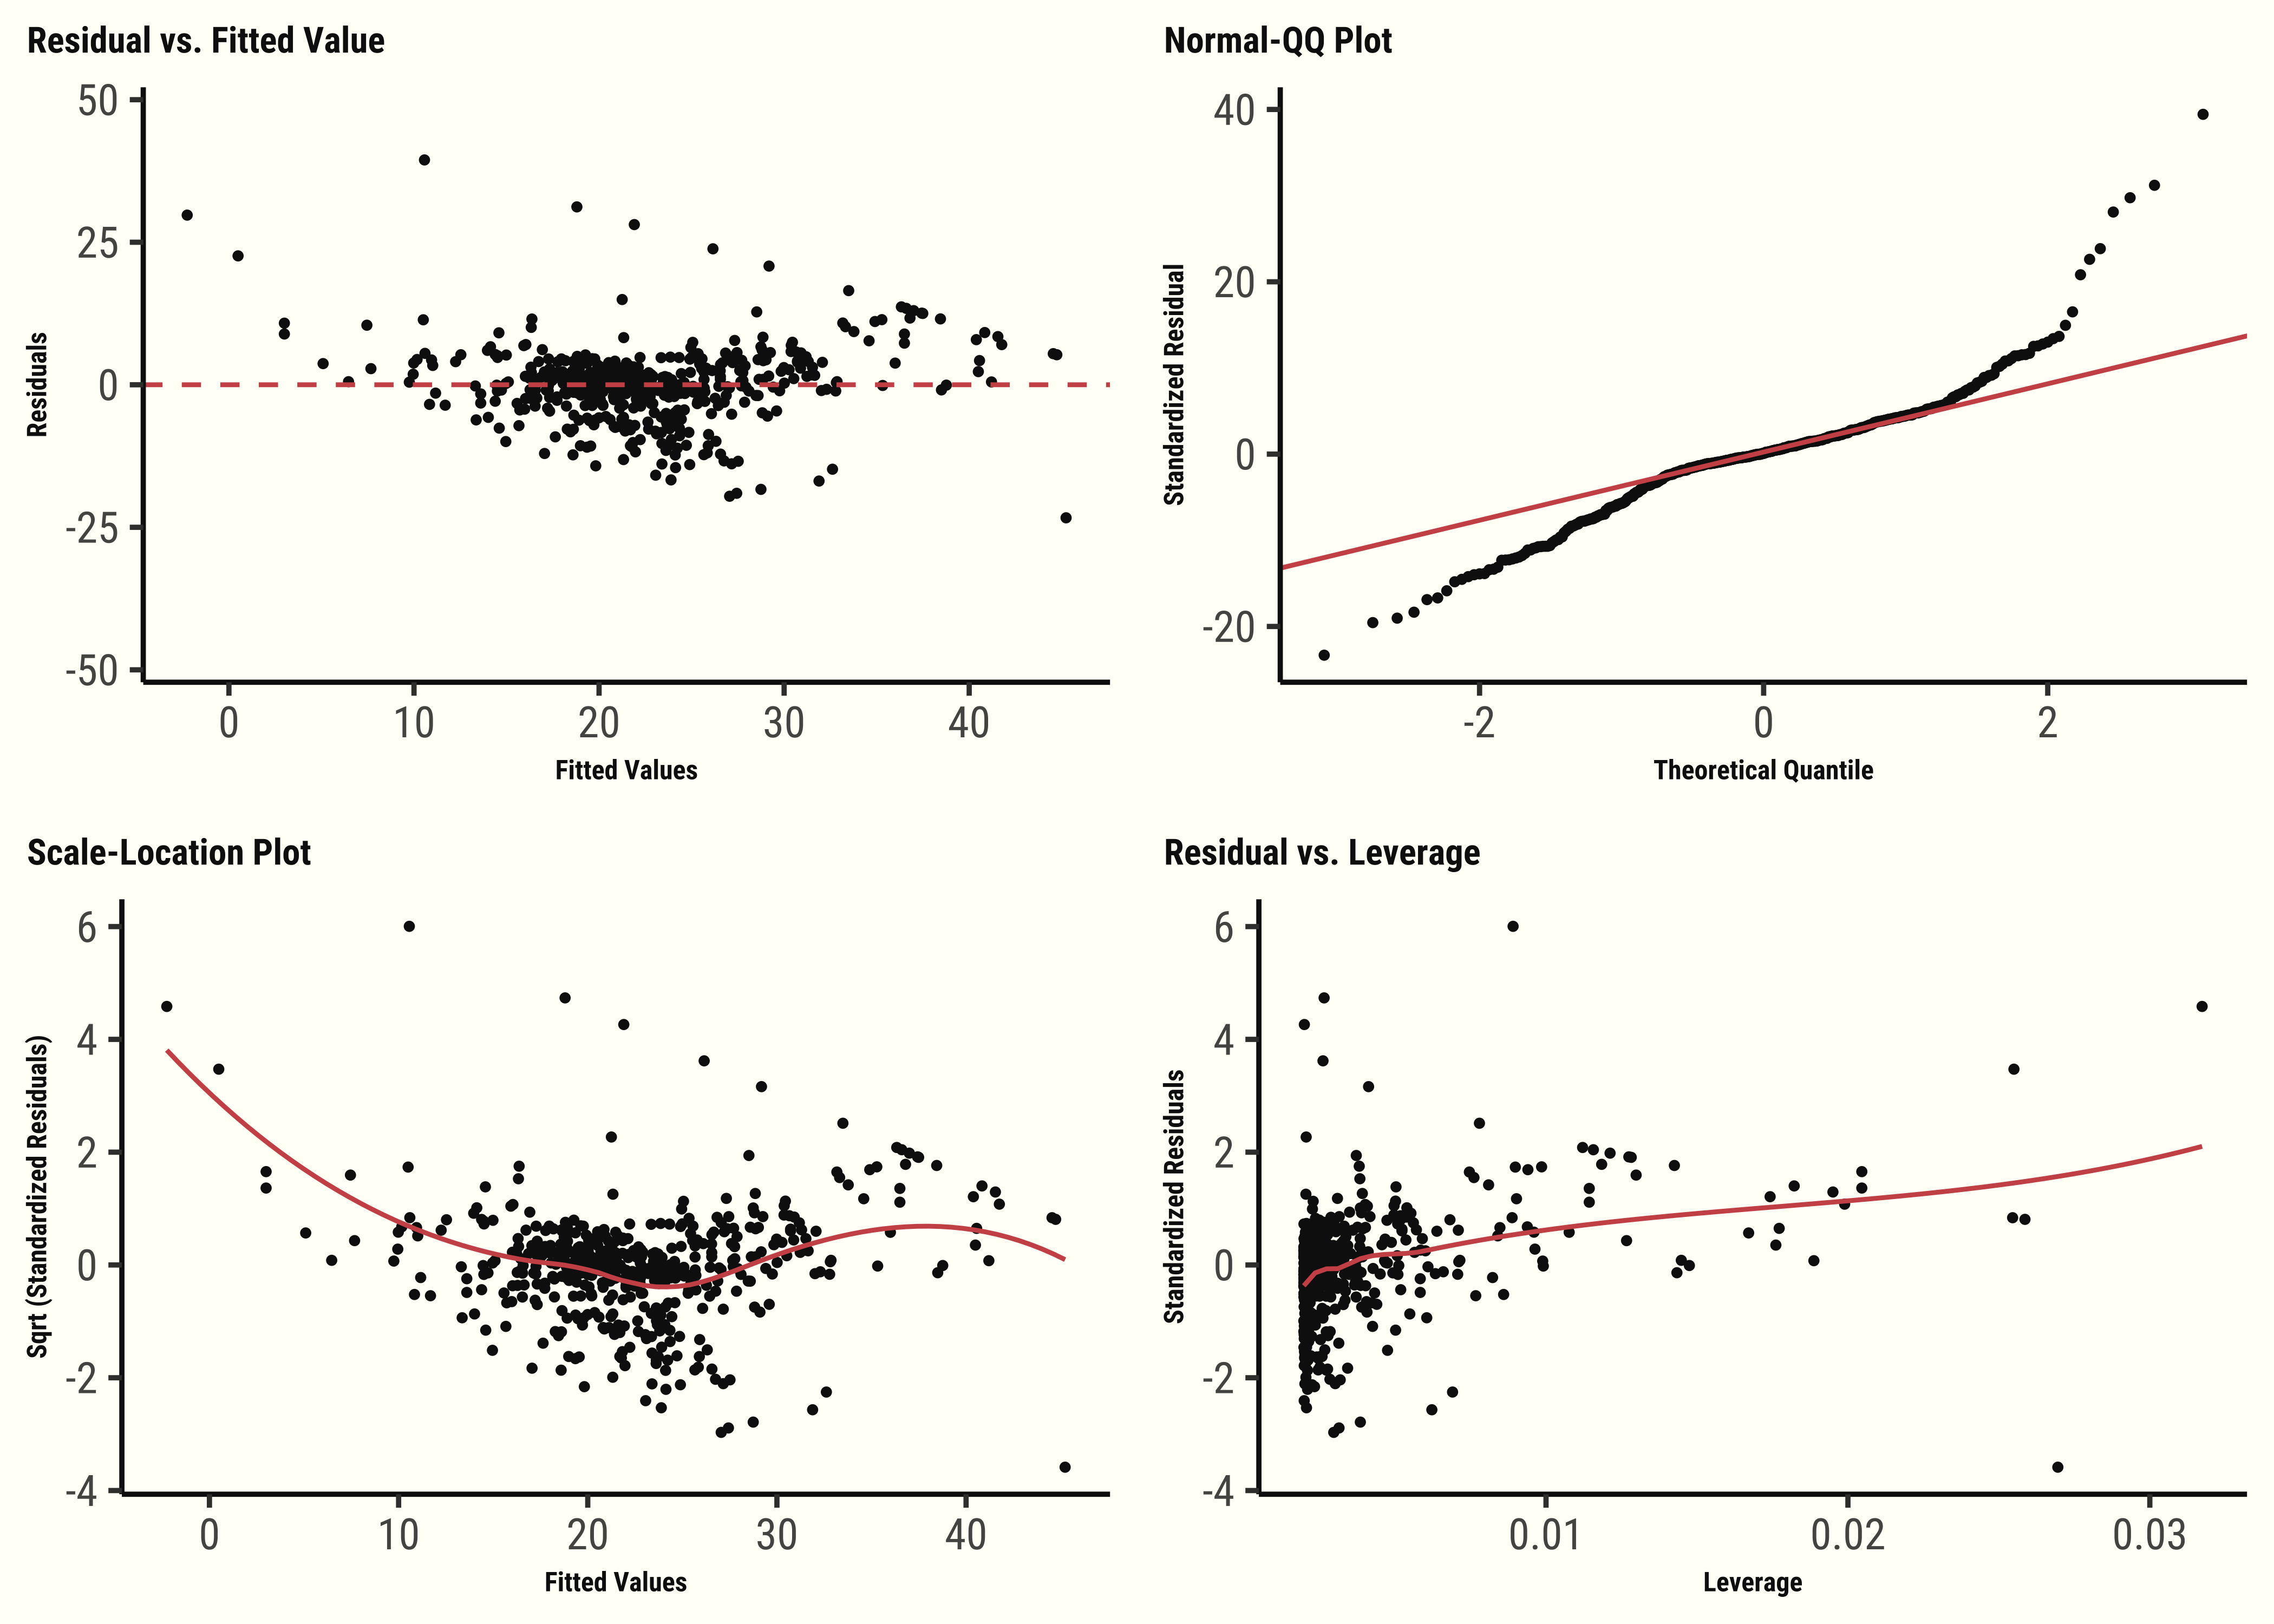 Residual vs. Fitted Value
50
25
0
-25
-50
Residuals
0 10 20 30 40
Fitted Values
Normal-QQ Plot
40
20
0
-20
Standardized Residual
-2 0 2
Theoretical Quantile
Scale-Location Plot
6
4
2
0
-2
-4
Sqrt (Standardized Residuals)
0 10 20 30 40
Fitted Values
Residual vs. Leverage
6
4
2
0
-2
-4
Standardized Residuals
0.01 0.02 0.03
Leverage